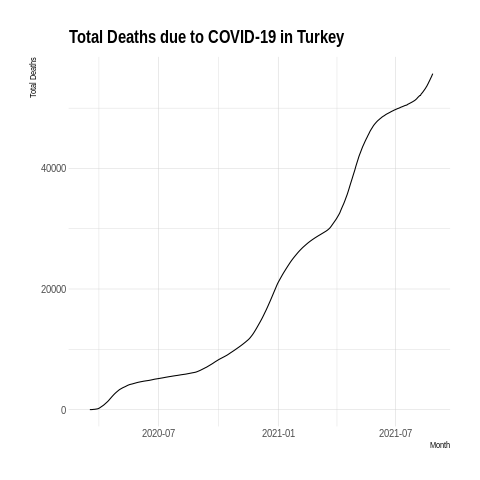 Total Deaths due to COVID-19 in Turkey
Total Deaths
40000
20000
0
2020-07
2021-01
2021-07
Month